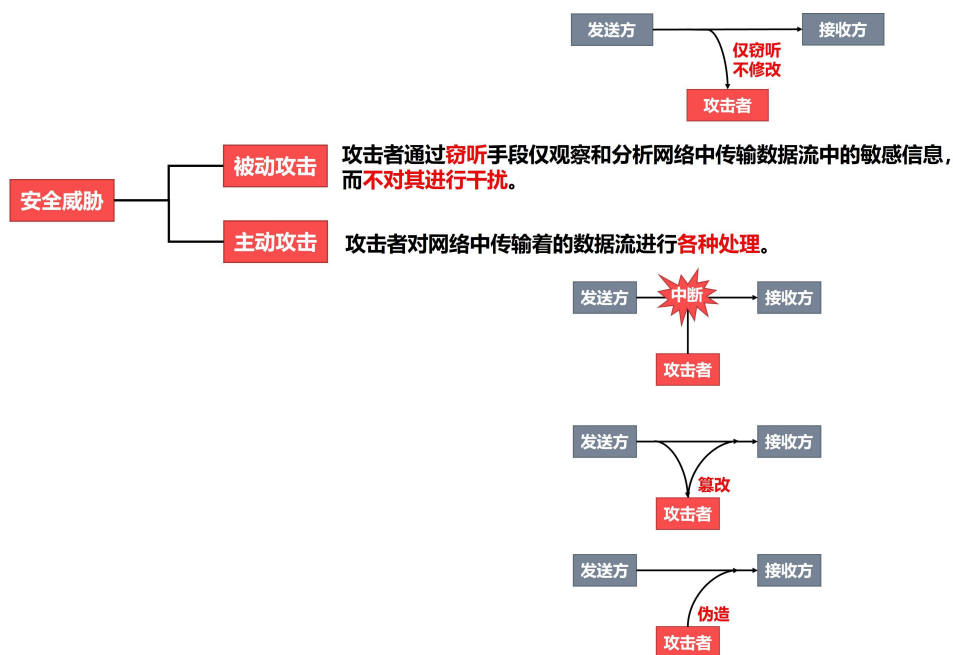 发送方
接收方
仅窃听
不修改
攻击者
安全威胁
被动攻击
攻击者通过窃听手段仅观察和分析网络中传输数据流中的敏感信息，
而不对其进行干扰。
主动攻击
攻击者对网络中传输着的数据流进行各种处理。
发送方
中断
接收方
攻击者
发送方
接收方
篡改
攻击者
发送方
接收方
伪造
攻击者